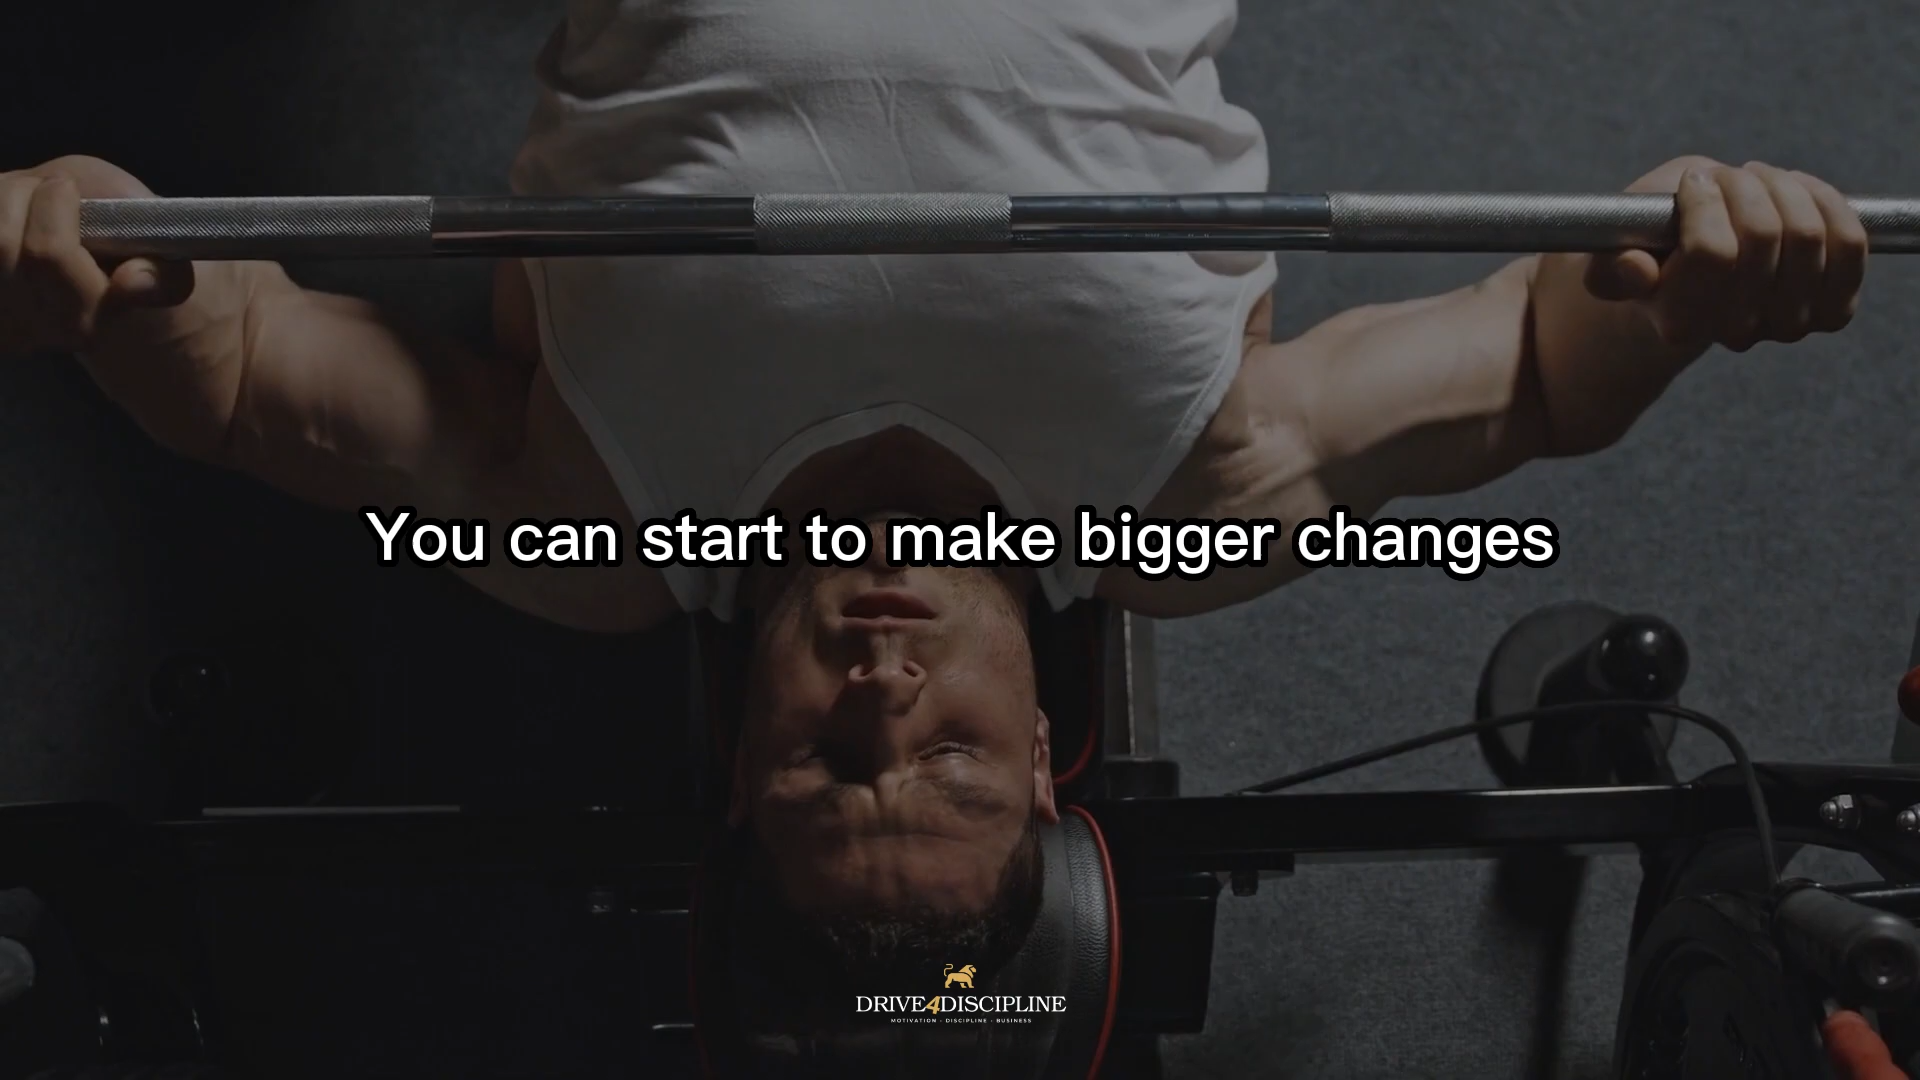 You can start to make bigger changes
DRIVE4DISCIPLINE
MOTIVATION - DISCIPLINE - BUSINESS